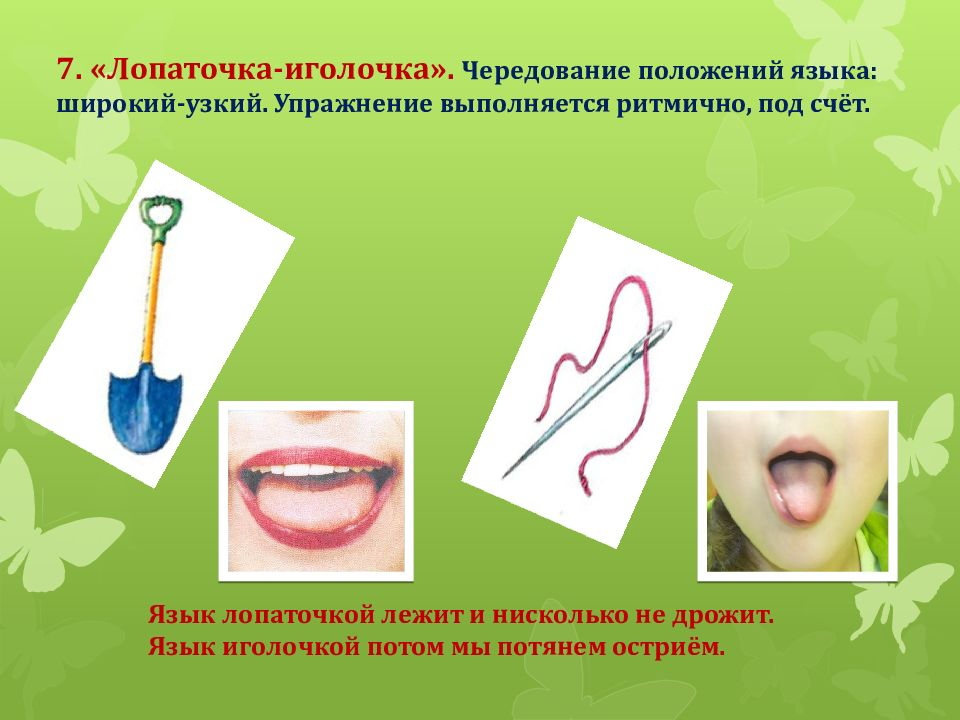 7. «Лопаточка-иголочка». Чередование положений языка:
широкий-узкий. Упражнение выполняется ритмично, под счёт.
Язык лопаточкой лежит и нисколько не дрожит.
Язык иголочкой потом мы потянем остриём.